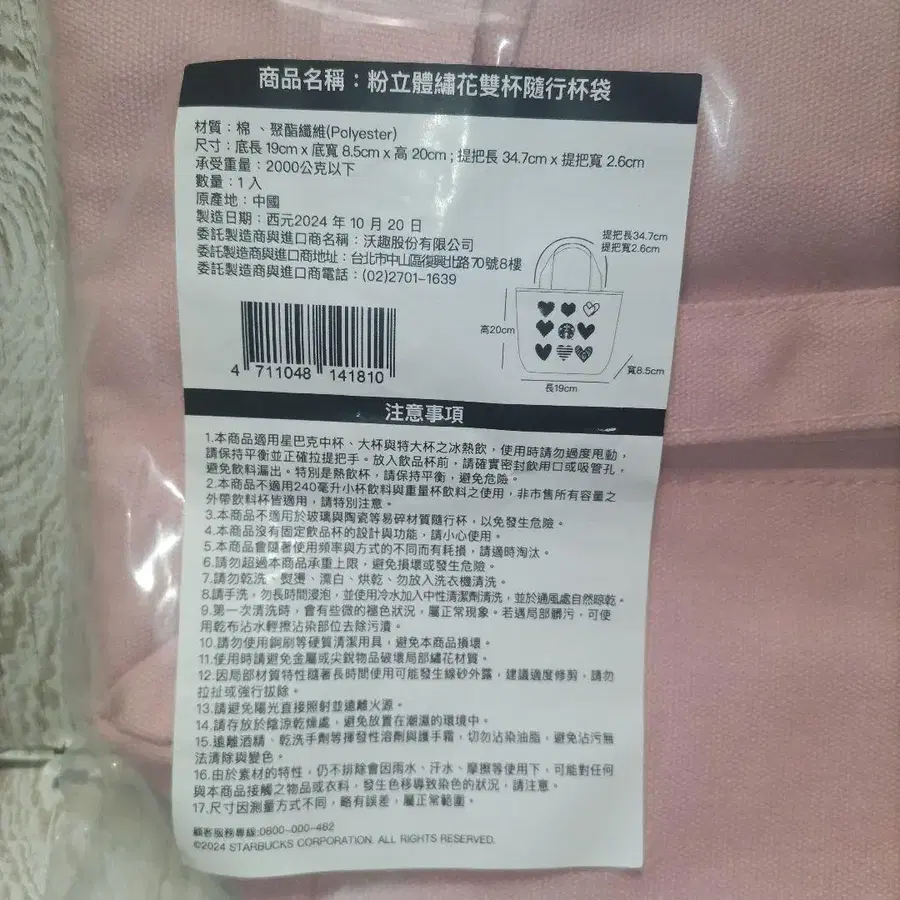 商品名稱：粉立體繡花雙杯隨行杯袋
材質：棉、聚酯纖維(Polyester)
尺寸：底長 19cm x 底寬 8.5cm x 高 20cm ; 提把長 34.7cm x 提把寬 2.6cm
承受重量：2000公克以下
數量：1入
原產地：中國
製造日期：西元2024 年 10 月 20 日
委託製造商與進口商名稱：沃趣股份有限公司
委託製造商與進口商地址：台北市中山區復興北路70號8樓
委託製造商與進口商電話：(02)2701-1639
提把長34.7cm
提把寬2.6cm
高20cm
寬8.5cm
長19cm
4 711048 141810
注意事項
1.本商品適用星巴克中杯、大杯與特大杯之冰熱飲，使用時請勿過度甩動，
請保持平衡並正確拉提把手。放入飲品杯前，請確實密封飲用口或吸管孔，
避免飲料漏出。特別是熱飲杯，請保持平衡，避免危險。
2.本商品不適用240毫升小杯飲料與重量杯飲料之使用，非市售所有容量之
外帶飲料杯皆適用，請特別注意。
3.本商品不適用於玻璃與陶瓷等易碎材質隨行杯，以免發生危險。
4.本商品沒有固定飲品杯的設計與功能，請小心使用。
5.本商品會隨著使用頻率與方式的不同而有耗損，請適時汰換。
6.請勿超過本商品承重上限，避免損壞或發生危險。
7.請勿乾洗、熨燙、漂白、烘乾、勿放入洗衣機清洗。
8.請手洗，勿長時間浸泡，並使用冷水加入中性清潔劑清洗，並於通風處自然晾乾。
9.第一次清洗時，會有些微的褪色狀況，屬正常現象。若遇局部髒污，可使
用乾布沾水輕擦沾染部位去除污漬。
10.請勿使用鋼刷等硬質清潔用具，避免本商品損壞。
11.使用時請避免金屬或尖銳物品破壞局部繡花材質。
12.因局部材質特性隨著長時間使用可能發生線砂外露，建議適度修剪，請勿
拉扯或強行拔除。
13.請避免陽光直接照射並遠離火源。
14.請存放於陰涼乾燥處，避免放置在潮濕的環境中。
15.遠離酒精、乾洗手劑等揮發性溶劑與護手霜，切勿沾染油脂，避免沾污無
法清除與變色。
16.由於素材的特性，仍不排除會因雨水、汗水、摩擦等使用下，可能對任何
與本商品接觸之物品或衣料，發生色移導致染色的狀況，請注意。
17.尺寸因測量方式不同，略有誤差，屬正常範圍。
顧客服務專線:0800-000-482
©2024 STARBUCKS CORPORATION. ALL RIGHTS RESERVED.